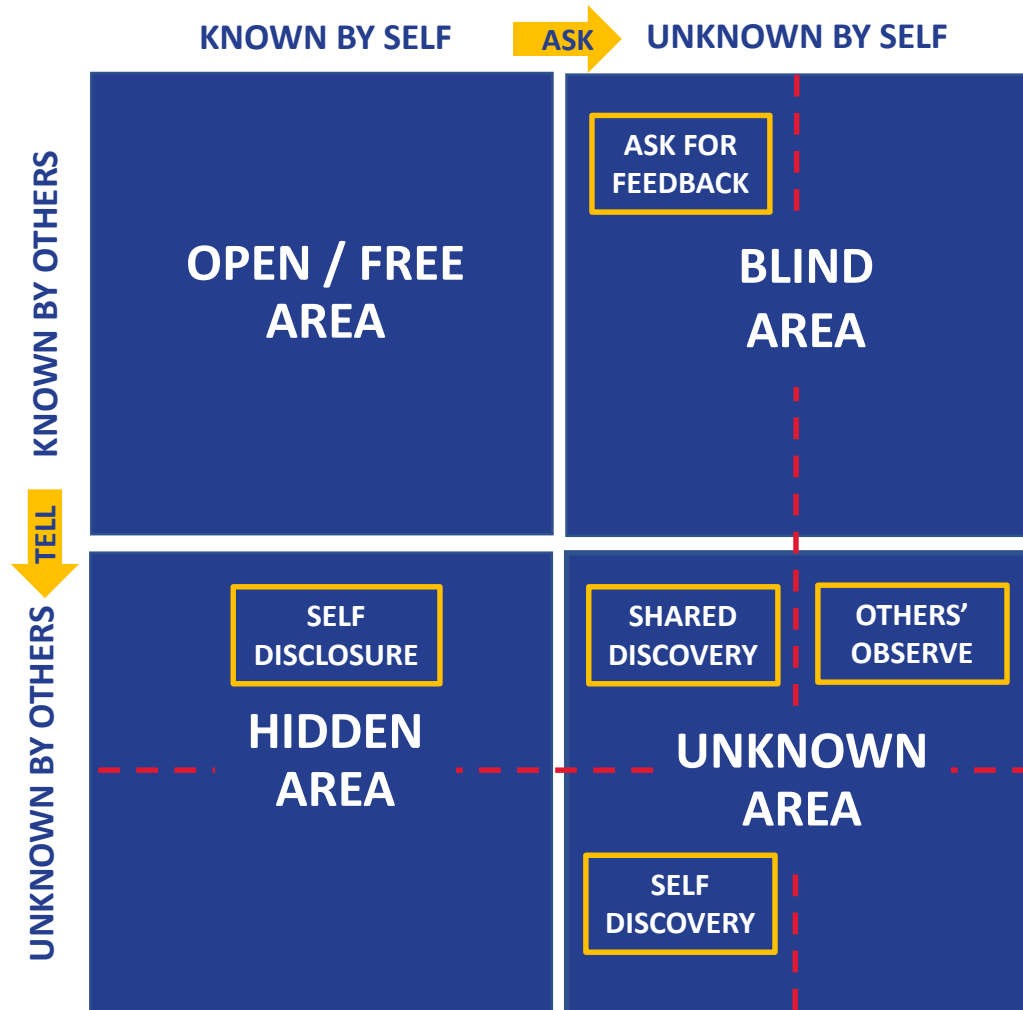 KNOWN BY SELF
ASK
UNKNOWN BY SELF
KNOWN BY OTHERS
TELL
UNKNOWN BY OTHERS
OPEN / FREE
AREA
ASK FOR
FEEDBACK
BLIND
AREA
SELF
DISCLOSURE
HIDDEN
AREA
SHARED
DISCOVERY
OTHERS’
OBSERVE
UNKNOWN
AREA
SELF
DISCOVERY